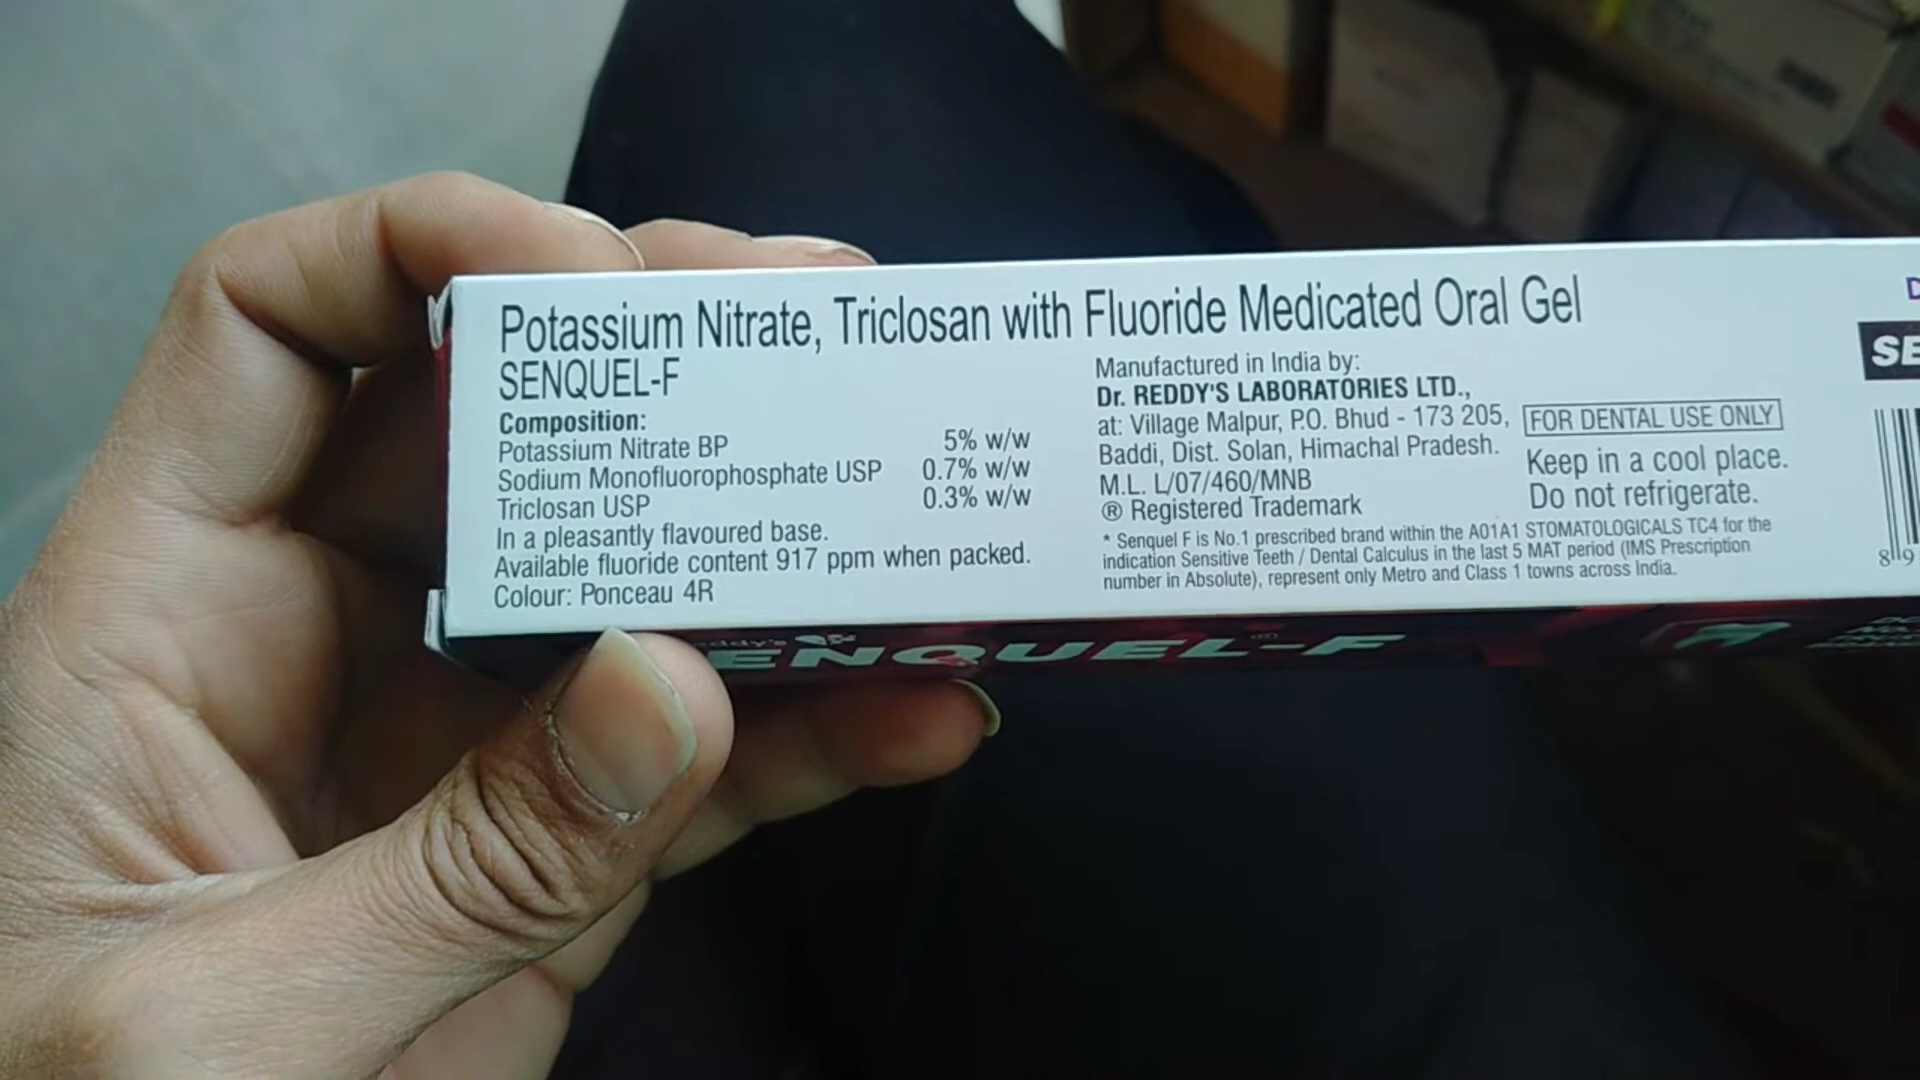 Potassium Nitrate, Triclosan with Fluoride Medicated Oral Gel
SENQUEL-F
Composition:
Potassium Nitrate BP 5% w/w
Sodium Monofluorophosphate USP 0.7% w/w
Triclosan USP 0.3% w/w
In a pleasantly flavoured base.
Available fluoride content 917 ppm when packed.
Colour: Ponceau 4R
Manufactured in India by:
Dr. REDDY'S LABORATORIES LTD.,
at: Village Malpur, P.O. Bhud - 173 205,
Baddi, Dist. Solan, Himachal Pradesh.
M.L. L/07/460/MNB
® Registered Trademark
FOR DENTAL USE ONLY
Keep in a cool place.
Do not refrigerate.
* Senquel F is No.1 prescribed brand within the A01A1 STOMATOLOGICALS TC4 for the
indication Sensitive Teeth / Dental Calculus in the last 5 MAT period (IMS Prescription
number in Absolute), represent only Metro and Class 1 towns across India.
SE
8 9
ENQUEL-F